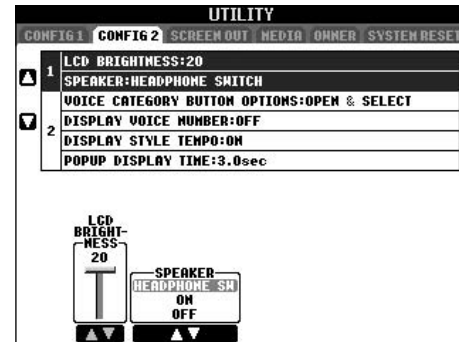 UTILITY
CONFIG 1 CONFIG 2 SCREEN OUT MEDIA OWNER SYSTEM RESET
1
LCD BRIGHTNESS:20
SPEAKER:HEADPHONE SWITCH
2
VOICE CATEGORY BUTTON OPTIONS:OPEN & SELECT
DISPLAY VOICE NUMBER:OFF
DISPLAY STYLE TEMPO:ON
POPUP DISPLAY TIME:3.0sec
LCD
BRIGHT-
NESS
20
SPEAKER
HEADPHONE SW
ON
OFF